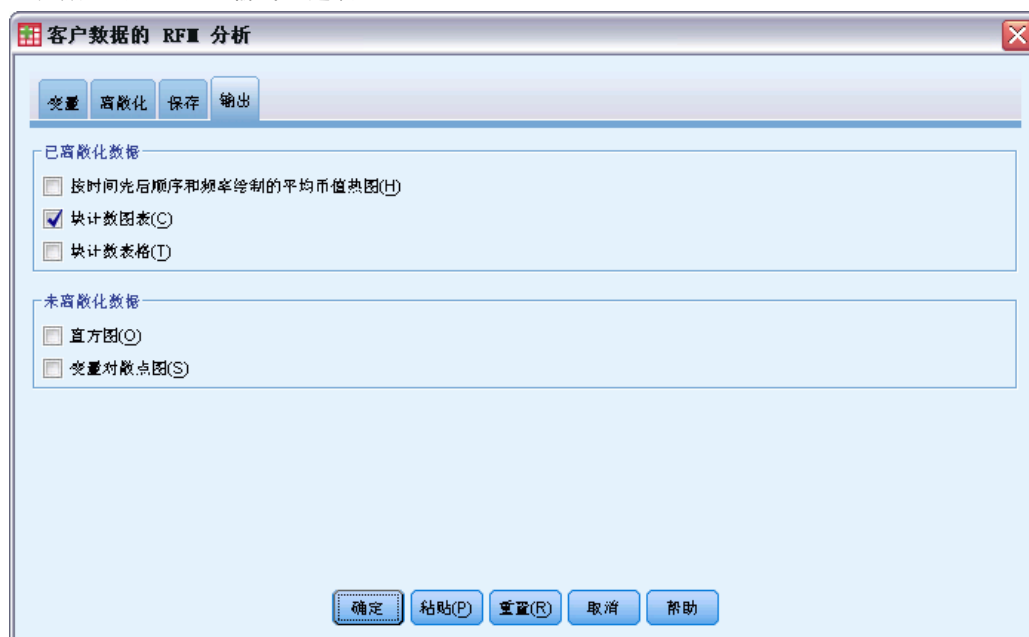 客户数据的 RFM 分析
变量 离散化 保存 输出
已离散化数据
按时间先后顺序和频率绘制的平均币值热图(H)
块计数图表(C)
块计数表格(T)
未离散化数据
直方图(O)
变量对散点图(S)
确定 粘贴(P) 重置(R) 取消 帮助